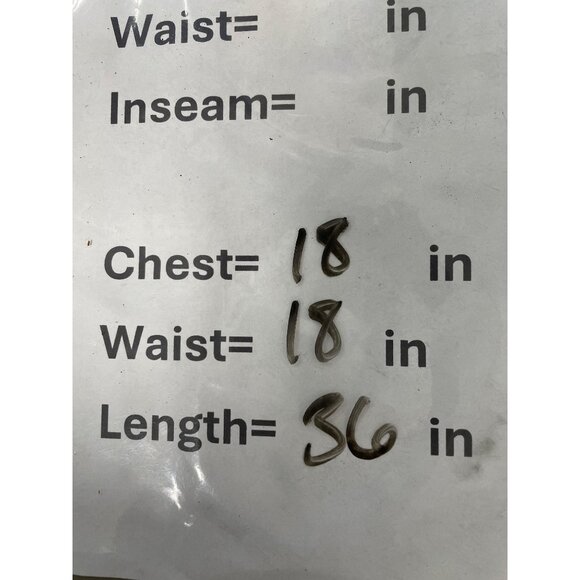 Waist= in
Inseam= in
Chest= 18 in
Waist= 18 in
Length= 36 in